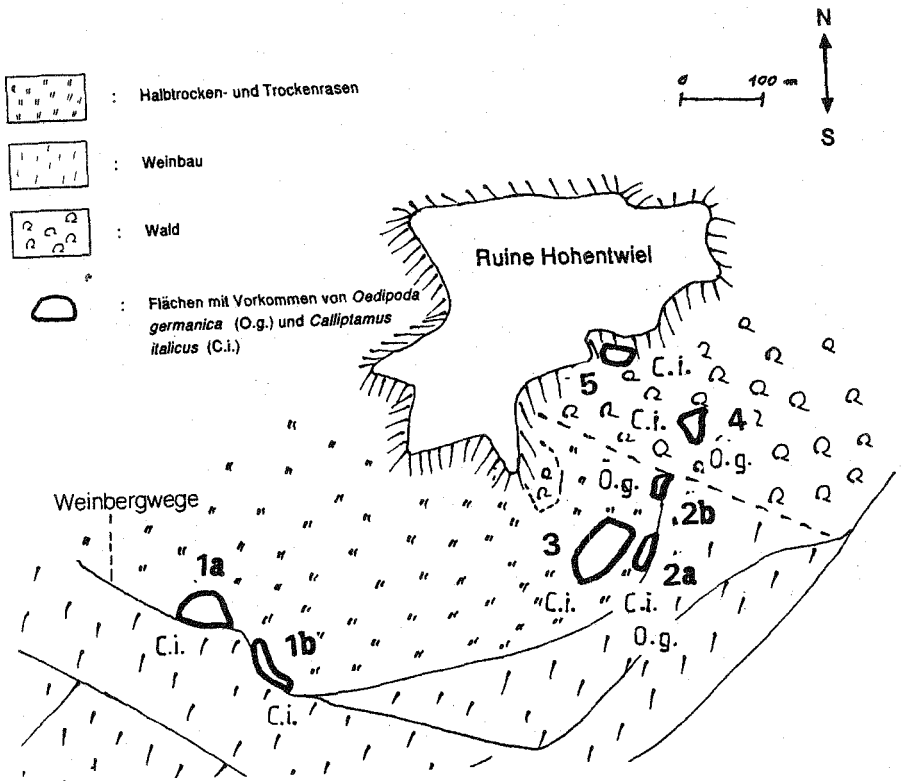 N
0 100 m
S
: Halbtrocken- und Trockenrasen
: Weinbau
: Wald
: Flächen mit Vorkommen von Oedipoda
germanica (O.g.) und Calliptamus
italicus (C.i.)
Ruine Hohentwiel
5 C.i.
C.i. 4
O.g.
O.g.
2b
Weinbergwege
3
1a
2a
C.i. C.i.
O.g.
C.i. 1b
C.i.